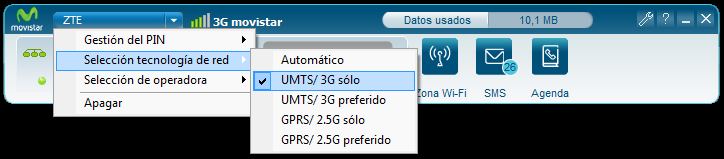 movistar
ZTE
3G movistar
Datos usados
10,1 MB
?
Gestión del PIN
Selección tecnología de red
Selección de operadora
Apagar
Automático
UMTS/ 3G sólo
UMTS/ 3G preferido
GPRS/ 2.5G sólo
GPRS/ 2.5G preferido
ona Wi-Fi
26
SMS
Agenda